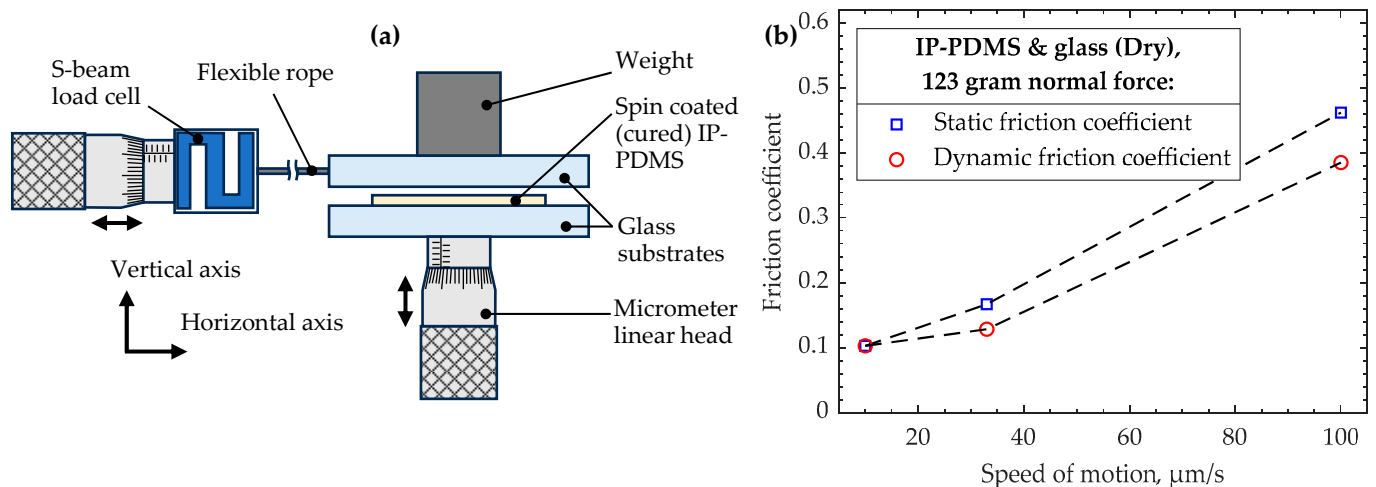 (a)
S-beam
load cell
Flexible rope
Weight
Spin coated
(cured) IP-
PDMS
Glass
substrates
Micrometer
linear head
Vertical axis
Horizontal axis
(b)
IP-PDMS & glass (Dry),
123 gram normal force:
Static friction coefficient
Dynamic friction coefficient
Friction coefficient
0.6
0.5
0.4
0.3
0.2
0.1
0
20
40
60
80
100
Speed of motion, μm/s